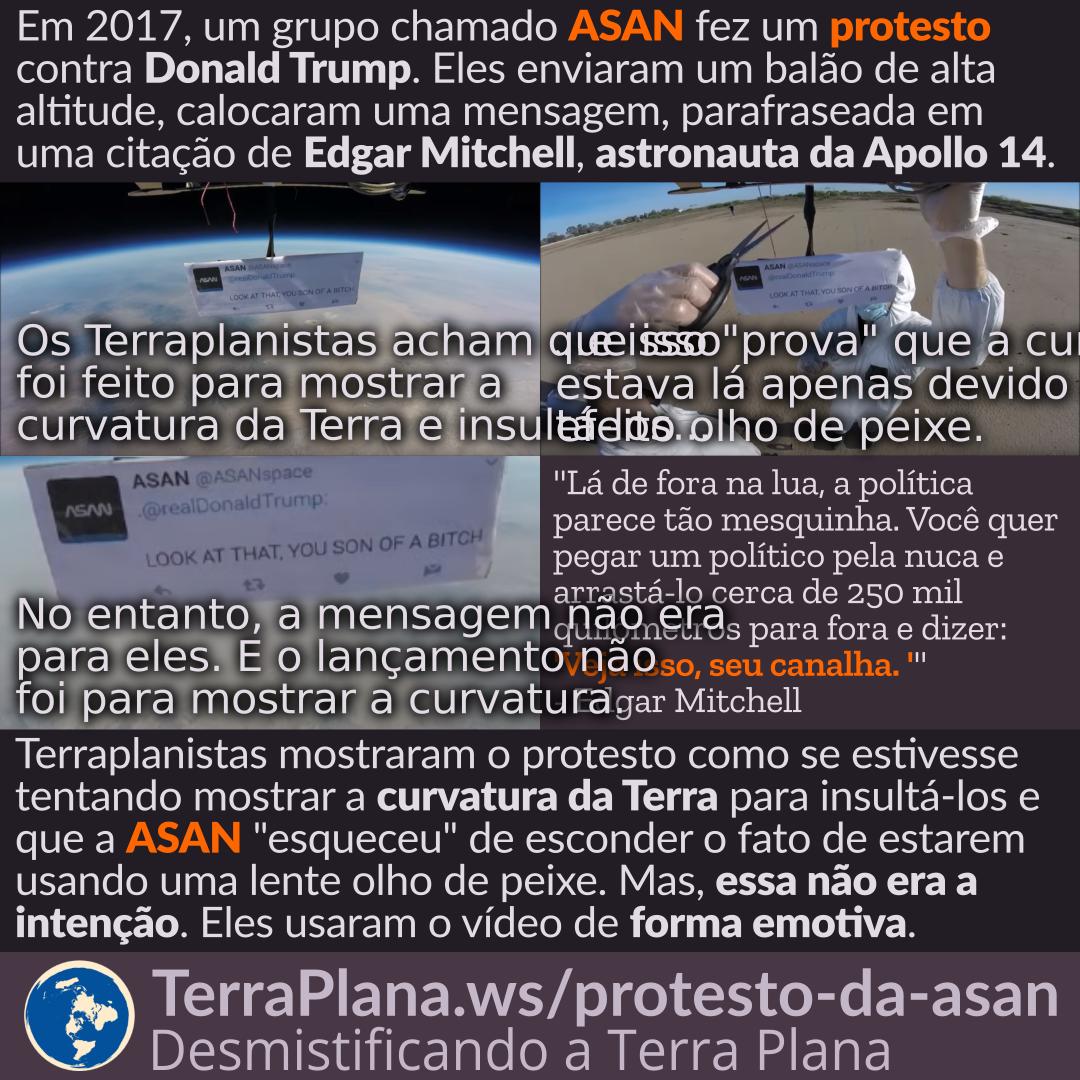 Em 2017, um grupo chamado ASAN fez um protesto
contra Donald Trump. Eles enviaram um balão de alta
altitude, calocaram uma mensagem, parafraseada em
uma citação de Edgar Mitchell, astronauta da Apollo 14.
ASAN @ASANspace
ASAN
.@realDonaldTrump:
LOOK AT THAT, YOU SON OF A BITCH
Os Terraplanistas acham que isso
foi feito para mostrar a
curvatura da Terra e insultá-los...
ASAN @ASANspace
ASAN
.@realDonaldTrump:
LOOK AT THAT, YOU SON OF A BITCH
... e isso "prova" que a cur
estava lá apenas devido
efeito olho de peixe.
ASAN @ASANspace
ASAN
.@realDonaldTrump:
LOOK AT THAT, YOU SON OF A BITCH
No entanto, a mensagem não era
para eles. E o lançamento não
foi para mostrar a curvatura.
"Lá de fora na lua, a política
parece tão mesquinha. Você quer
pegar um político pela nuca e
arrastá-lo cerca de 250 mil
quilômetros para fora e dizer:
'Veja isso, seu canalha. '"
- Edgar Mitchell
Terraplanistas mostraram o protesto como se estivesse
tentando mostrar a curvatura da Terra para insultá-los e
que a ASAN "esqueceu" de esconder o fato de estarem
usando uma lente olho de peixe. Mas, essa não era a
intenção. Eles usaram o vídeo de forma emotiva.
TerraPlana.ws/protesto-da-asan
Desmistificando a Terra Plana